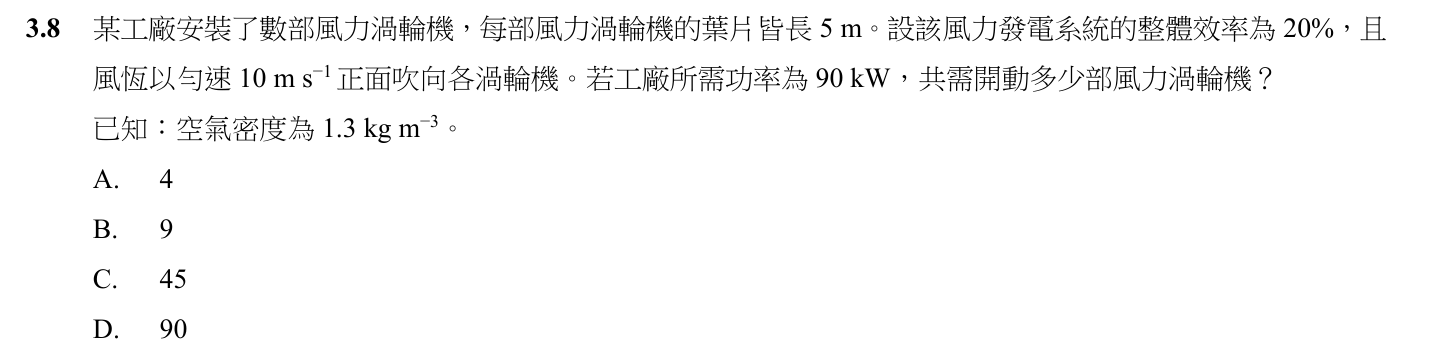 3.8 某工廠安裝了數部風力渦輪機，每部風力渦輪機的葉片皆長 5 m。設該風力發電系統的整體效率為 20%，且
風恆以勻速 10 m s⁻¹ 正面吹向各渦輪機。若工廠所需功率為 90 kW，共需開動多少部風力渦輪機？
已知：空氣密度為 1.3 kg m⁻³。
A. 4
B. 9
C. 45
D. 90